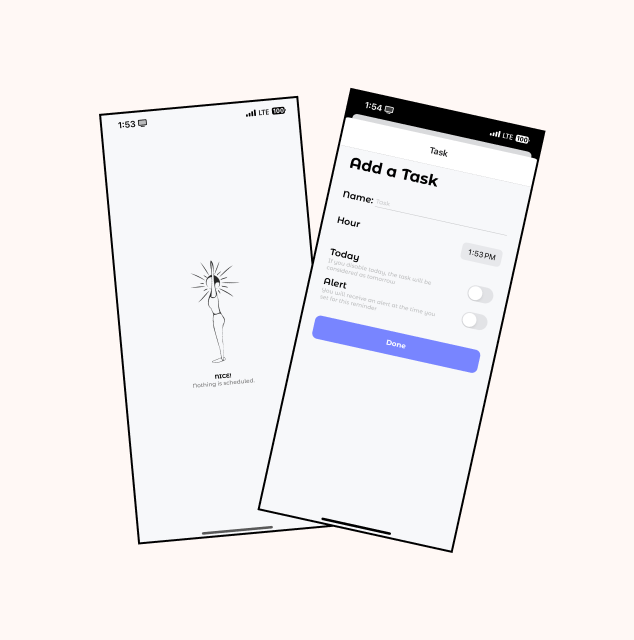 1:53
LTE 100
NICE!
Nothing is scheduled.
1:54
LTE 100
Task
Add a Task
Name: Task
Hour
1:53 PM
Today
If you disable today, the task will be
considered as tomorrow
Alert
You will receive an alert at the time you
set for this reminder
Done